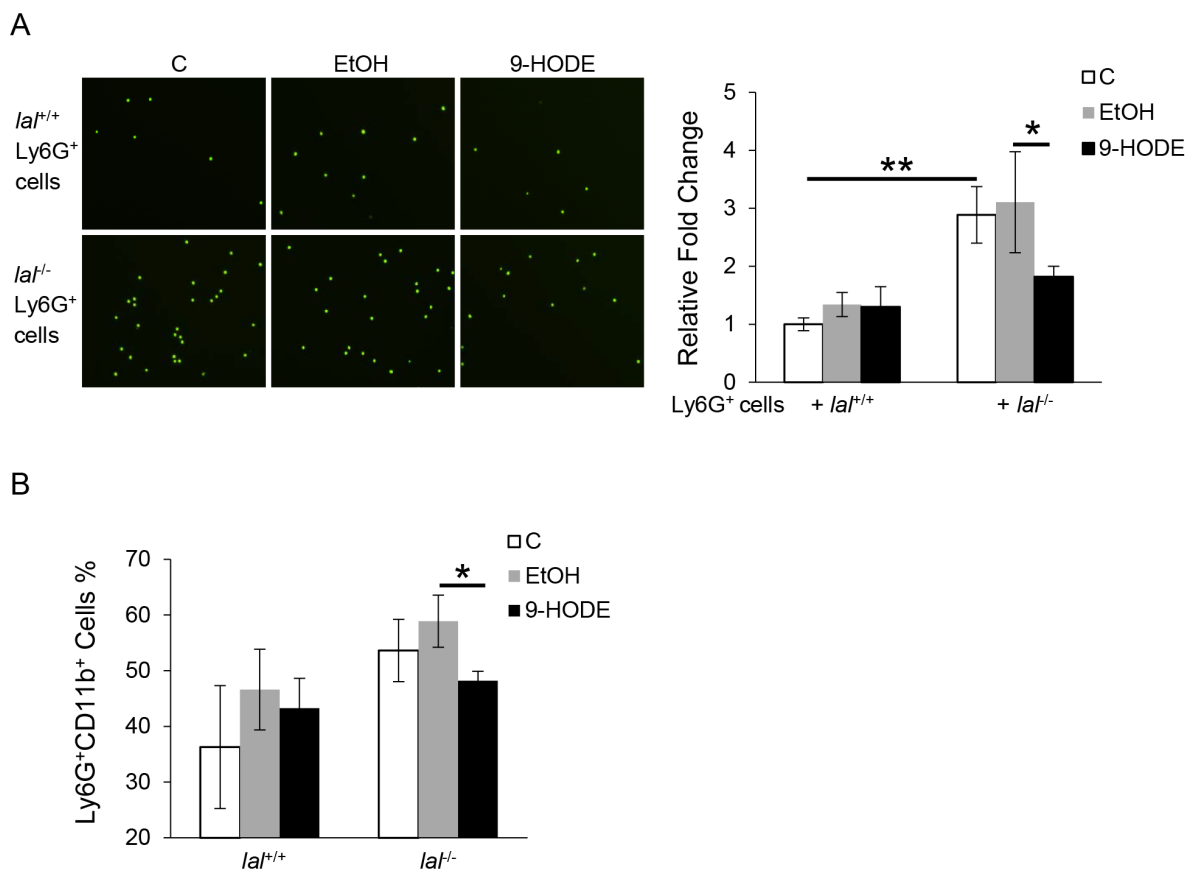 A
C EtOH 9-HODE
lal+/+
Ly6G+
cells
lal-/-
Ly6G+
cells
Relative Fold Change
5
4
3
2
1
0
**
*
C
EtOH
9-HODE
Ly6G+ cells + lal+/+ + lal-/-
B
Ly6G+CD11b+ Cells %
70
60
50
40
30
20
*
C
EtOH
9-HODE
lal+/+ lal-/-